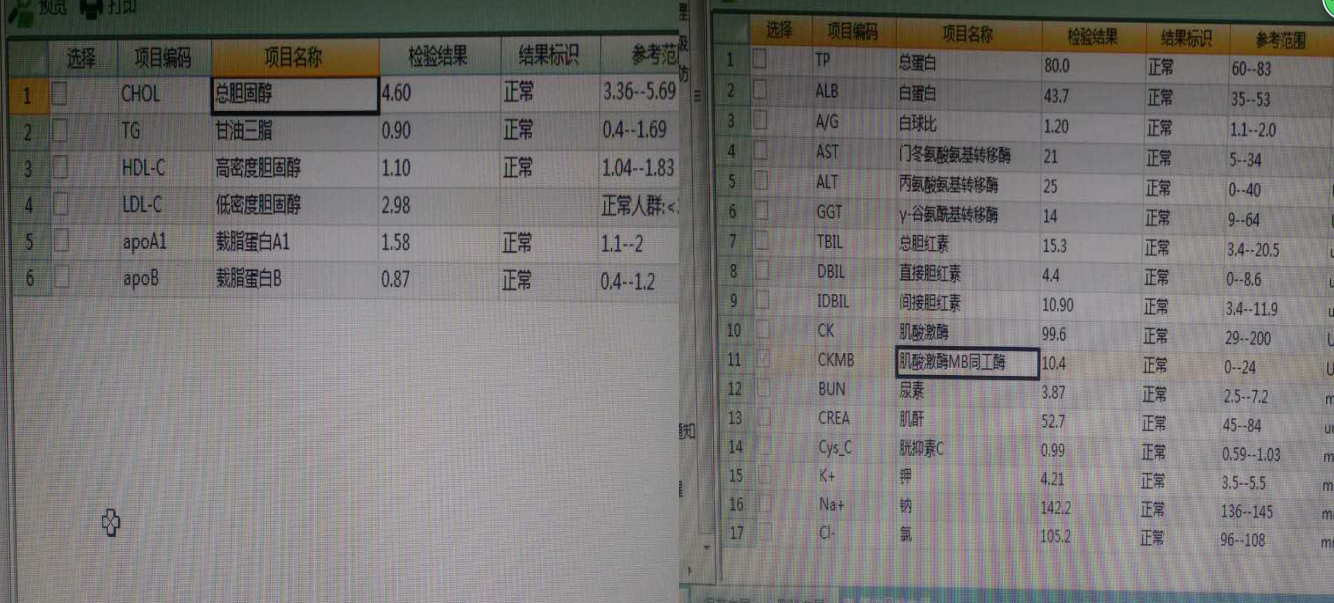 预览 打印
选择 项目编码 项目名称 检验结果 结果标识 参考范
1 CHOL 总胆固醇 4.60 正常 3.36--5.69
2 TG 甘油三脂 0.90 正常 0.4--1.69
3 HDL-C 高密度胆固醇 1.10 正常 1.04--1.83
4 LDL-C 低密度胆固醇 2.98 正常人群:<
5 apoA1 载脂蛋白A1 1.58 正常 1.1--2
6 apoB 载脂蛋白B 0.87 正常 0.4--1.2
选择 项目编码 项目名称 检验结果 结果标识 参考范围
1 TP 总蛋白 80.0 正常 60--83
2 ALB 白蛋白 43.7 正常 35--53
3 A/G 白球比 1.20 正常 1.1--2.0
4 AST 门冬氨酸氨基转移酶 21 正常 5--34
5 ALT 丙氨酸氨基转移酶 25 正常 0--40
6 GGT γ-谷氨酰基转移酶 14 正常 9--64
7 TBIL 总胆红素 15.3 正常 3.4--20.5
8 DBIL 直接胆红素 4.4 正常 0--8.6
9 IDBIL 间接胆红素 10.90 正常 3.4--11.9
10 CK 肌酸激酶 99.6 正常 29--200
11 CKMB 肌酸激酶MB同工酶 10.4 正常 0--24
12 BUN 尿素 3.87 正常 2.5--7.2
13 CREA 肌酐 52.7 正常 45--84
14 Cys_C 胱抑素C 0.99 正常 0.59--1.03
15 K+ 钾 4.21 正常 3.5--5.5
16 Na+ 钠 142.2 正常 136--145
17 Cl- 氯 105.2 正常 96--108